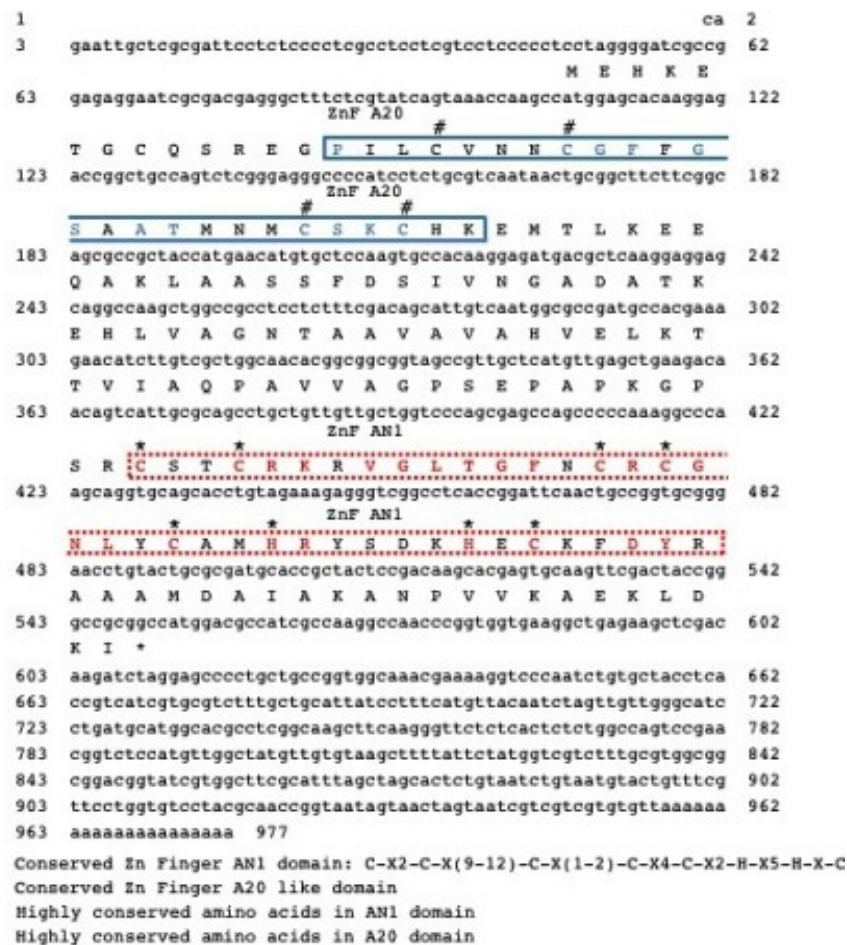 1 ca 2
3 gaattgctcgcgattcctctcccctcgcctcctcgtcctccccctcctaggggatcgccg 62
M E H K E
63 gagaggaatcgcgacgagggctttctcgtatcagtaaaccaagccatggagcacaaggag 122
ZnF A20
# #
T G C Q S R E G P I L C V N N C G F F G
123 accggctgccagtctcgggagggccccatcctctgcgtcaataactgcggcttcttcggc 182
ZnF A20
# #
S A A T M N M C S K C H K E M T L K E E
183 agcgccgctaccatgaacatgtgctccaagtgccacaaggagatgacgctcaaggaggag 242
Q A K L A A S S F D S I V N G A D A T K
243 caggccaagctggccgcctcctctttcgacagcattgtcaatggcgccgatgccacgaaa 302
E H L V A G N T A A V A V A H V E L K T
303 gaacatcttgtcgctggcaacacggcggcggtagccgttgctcatgttgagctgaagaca 362
T V I A Q P A V V A G P S E P A P K G P
363 acagtcattgcgcagcctgctgttgttgctggtcccagcgagccagcccccaaaggccca 422
ZnF AN1
* * * *
S R C S T C R K R V G L T G F N C R C G
423 agcaggtgcagcacctgtagaaagagggtcggcctcaccggattcaactgccggtgcggg 482
ZnF AN1
* * * *
N L Y C A M H R Y S D K H E C K F D Y R
483 aacctgtactgcgcgatgcaccgctactccgacaagcacgagtgcaagttcgactaccgg 542
A A A M D A I A K A N P V V K A E K L D
543 gccgcggccatggacgccatcgccaaggccaacccggtggtgaaggctgagaagctcgac 602
K I *
603 aagatctaggagcccctgctgccggtggcaaacgaaaaggtcccaatctgtgctacctca 662
663 ccgtcatcgtgcgtctttgctgcattatcctttcatgttacaatctagttgttgggcatc 722
723 ctgatgcatggcacgcctcggcaagcttcaagggttctctcactctctggccagtccgaa 782
783 cggtctccatgttggctatgttgtgtaagcttttattctatggtcgtctttgcgtggcgg 842
843 cggacggtatcgtggcttcgcatttagctagcactctgtaatctgtaatgtactgtttcg 902
903 ttcctggtgtcctacgcaaccggtaatagtaactagtaatcgtcgtcgtgtgttaaaaaa 962
963 aaaaaaaaaaaaaaa 977
Conserved Zn Finger AN1 domain: C-X2-C-X(9-12)-C-X(1-2)-C-X4-C-X2-H-X5-H-X-C
Conserved Zn Finger A20 like domain
Highly conserved amino acids in AN1 domain
Highly conserved amino acids in A20 domain